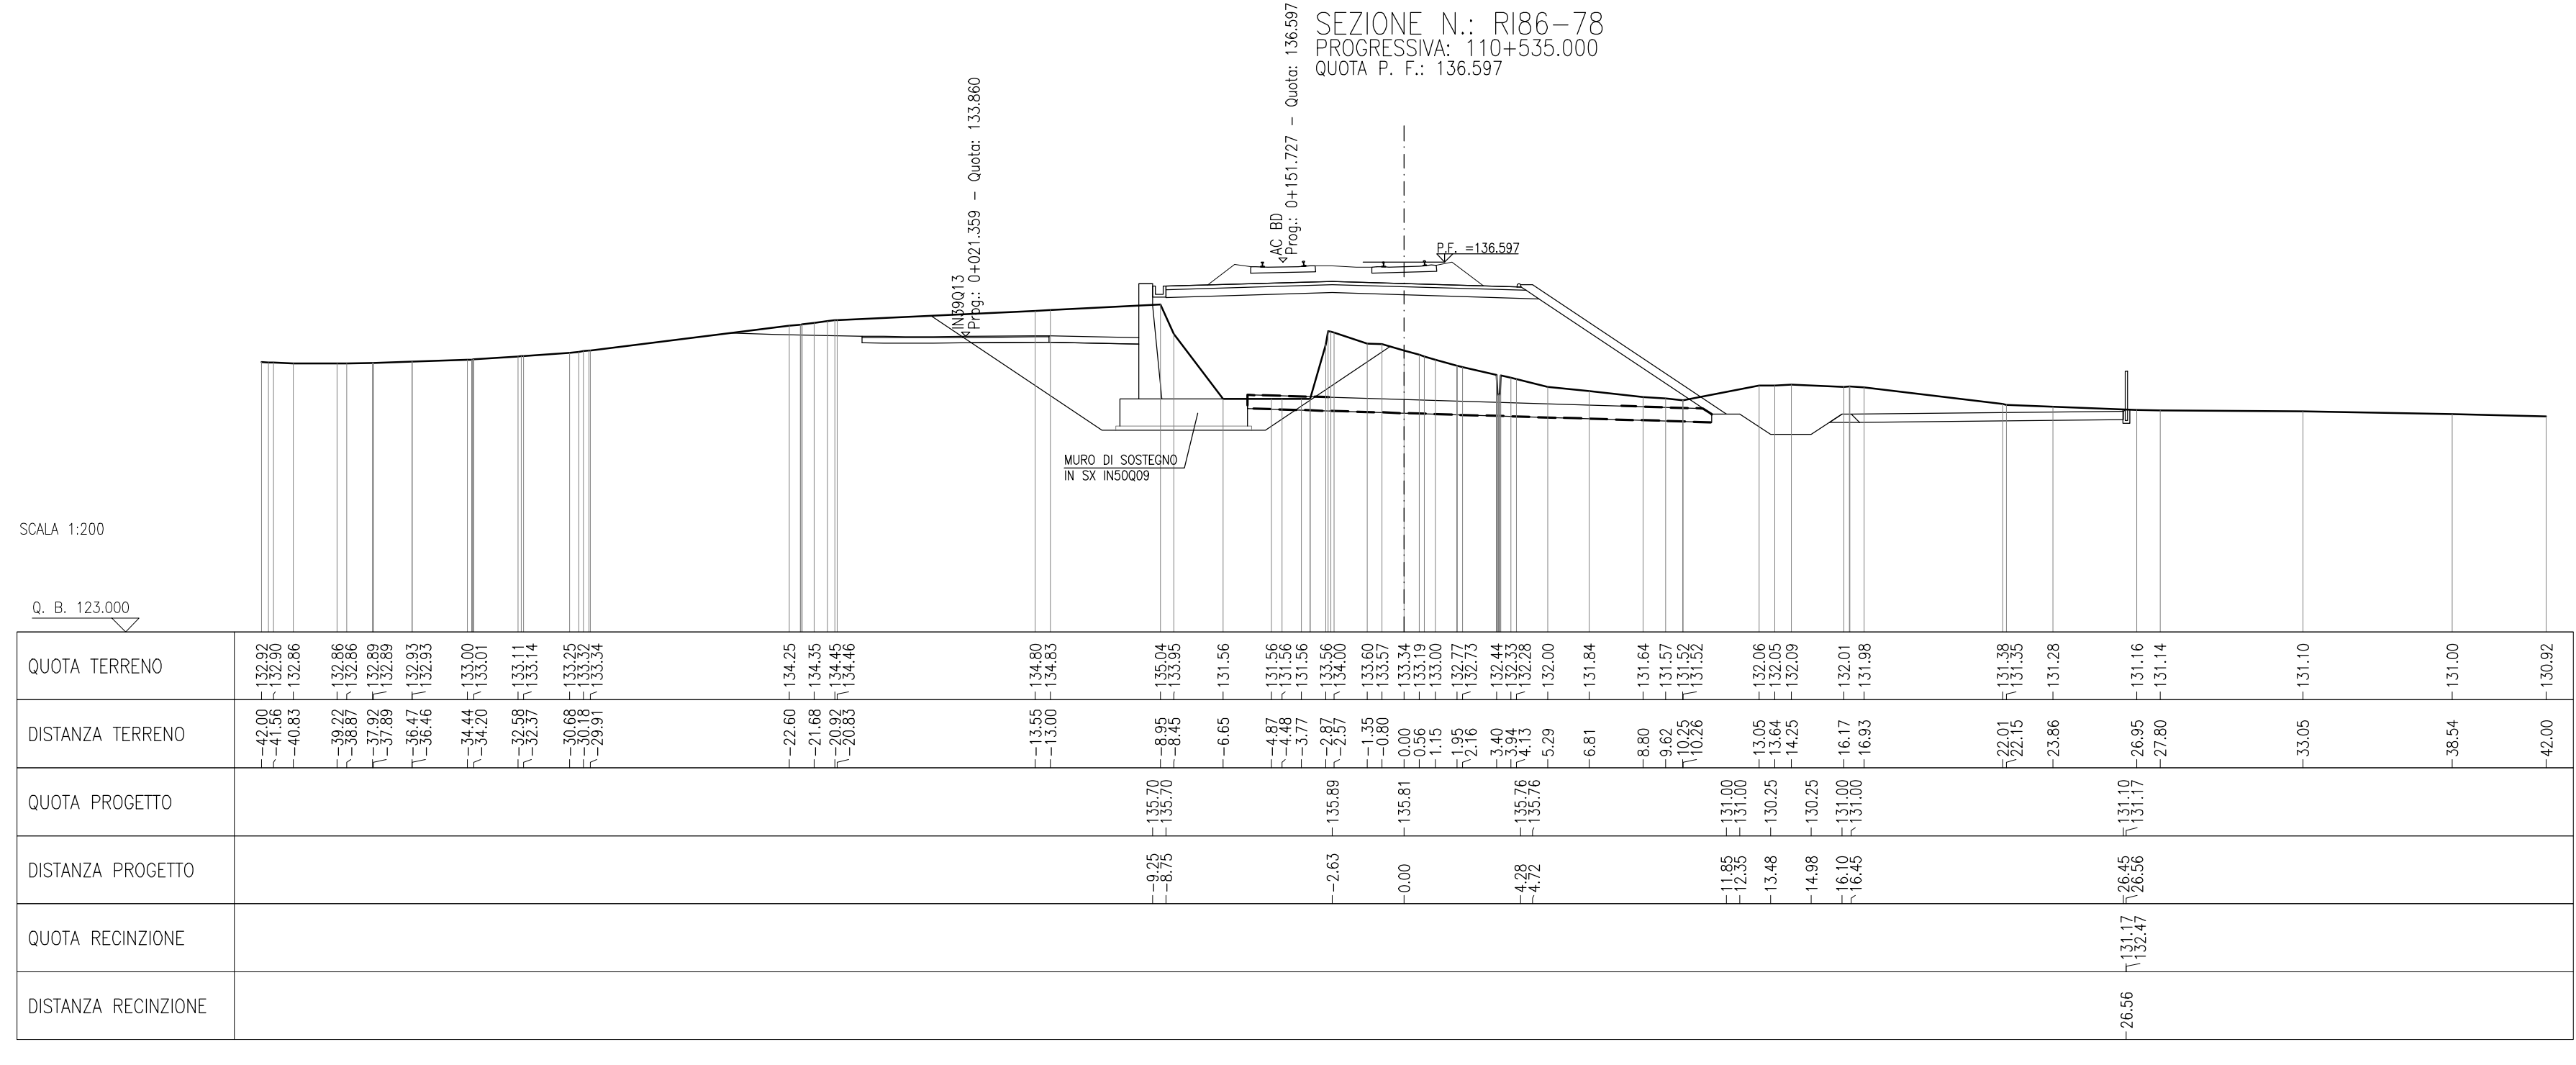 SEZIONE N.: RI86-78
PROGRESSIVA: 110+535.000
QUOTA P. F.: 136.597
AC BD
Prog.: 0+151.727 - Quota: 136.597
IN39Q13
Prog.: 0+021.359 - Quota: 133.860
P.F. =136.597
MURO DI SOSTEGNO
IN SX IN50Q09
SCALA 1:200
Q. B. 123.000
QUOTA TERRENO
132.92 132.90 132.86 132.86 132.86 132.89 132.89 132.93 132.93 133.00 133.01 133.11 133.14 133.25 133.32 133.34 134.25 134.35 134.45 134.46 134.80 134.83 135.04 133.95 131.56 131.56 131.56 131.56 133.56 134.00 133.60 133.57 133.34 133.19 133.00 132.77 132.73 132.44 132.33 132.28 132.00 131.84 131.64 131.57 131.52 131.52 132.06 132.05 132.09 132.01 131.98 131.38 131.35 131.28 131.16 131.14 131.10 131.00 130.92
DISTANZA TERRENO
-42.00 -41.56 -40.83 -39.22 -38.87 -37.92 -37.89 -36.47 -36.46 -34.44 -34.20 -32.58 -32.37 -30.68 -30.18 -29.91 -22.60 -21.68 -20.92 -20.83 -13.55 -13.00 -8.95 -8.45 -6.65 -4.87 -4.48 -3.77 -2.87 -2.57 -1.35 -0.80 0.00 0.56 1.15 1.95 2.16 3.40 3.94 4.13 5.29 6.81 8.80 9.62 10.25 10.26 13.05 13.64 14.25 16.17 16.93 22.01 22.15 23.86 26.95 27.80 33.05 38.54 42.00
QUOTA PROGETTO
135.70 135.70 135.89 135.81 135.76 135.76 131.00 131.00 130.25 130.25 131.00 131.00 131.10 131.17
DISTANZA PROGETTO
-9.25 -8.75 -2.63 0.00 4.28 4.72 11.85 12.35 13.48 14.98 16.10 16.45 26.45 26.56
QUOTA RECINZIONE
131.17 132.47
DISTANZA RECINZIONE
26.56